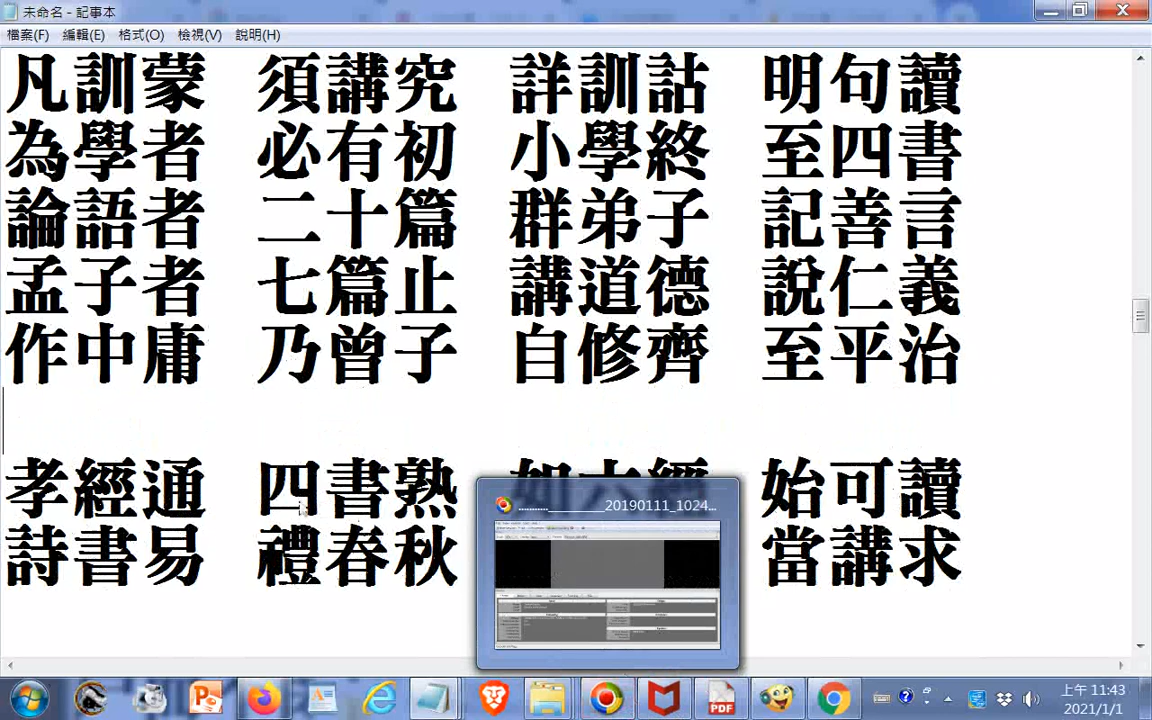 未命名 - 記事本
檔案(F) 編輯(E) 格式(O) 檢視(V) 說明(H)
凡訓蒙 須講究 詳訓詁 明句讀
為學者 必有初 小學終 至四書
論語者 二十篇 群弟子 記善言
孟子者 七篇止 講道德 說仁義
作中庸 乃曾子 自修齊 至平治
孝經通 四書熟 如六經 始可讀
詩書易 禮春秋 當講求
..........________20190111_1024...
上午 11:43
2021/1/1
PDF